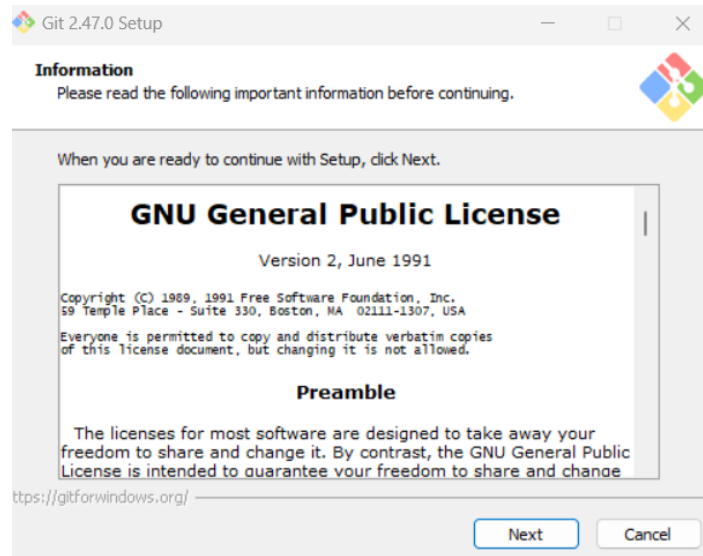 Git 2.47.0 Setup
Information
Please read the following important information before continuing.
When you are ready to continue with Setup, click Next.
GNU General Public License
Version 2, June 1991
Copyright (C) 1989, 1991 Free Software Foundation, Inc.
59 Temple Place - Suite 330, Boston, MA  02111-1307, USA
Everyone is permitted to copy and distribute verbatim copies
of this license document, but changing it is not allowed.
Preamble
The licenses for most software are designed to take away your
freedom to share and change it. By contrast, the GNU General Public
License is intended to guarantee your freedom to share and change
ttps://gitforwindows.org/
Next
Cancel